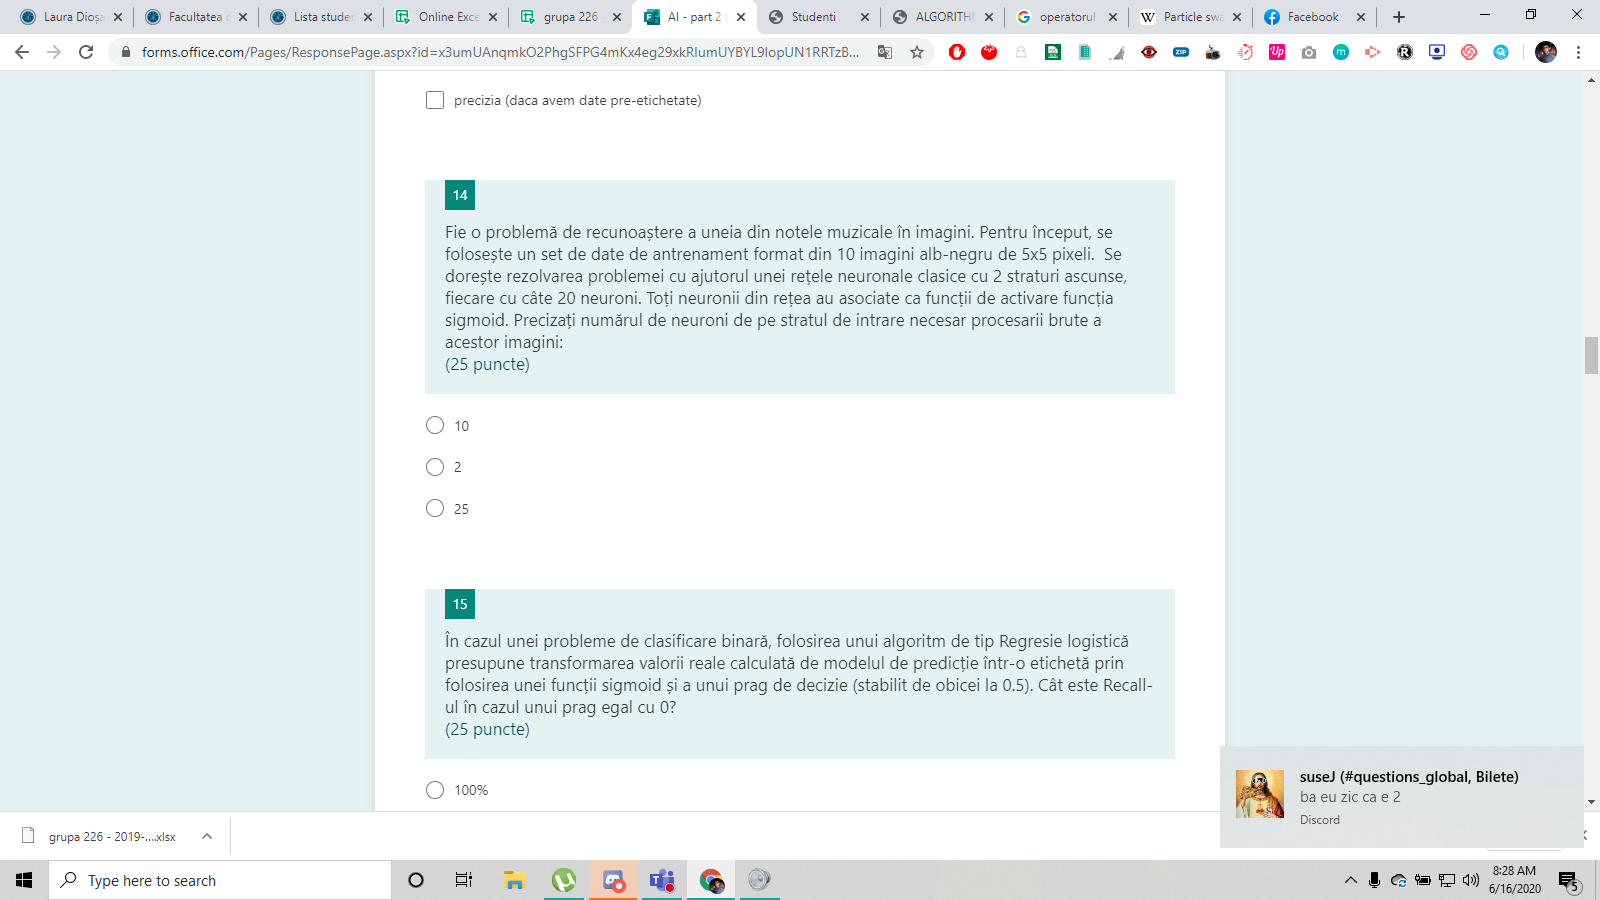 Laura Dioșa
Facultatea d
Lista studen
Online Exce
grupa 226 -
AI - part 2 (
Studenti
ALGORITH
operatorul
Particle swa
Facebook
forms.office.com/Pages/ResponsePage.aspx?id=x3umUAnqmkO2PhgSFPG4mKx4eg29xkRIumUYBYL9IopUN1RRTzB...
precizia (daca avem date pre-etichetate)
14
Fie o problemă de recunoaștere a uneia din notele muzicale în imagini. Pentru început, se
folosește un set de date de antrenament format din 10 imagini alb-negru de 5x5 pixeli. Se
dorește rezolvarea problemei cu ajutorul unei rețele neuronale clasice cu 2 straturi ascunse,
fiecare cu câte 20 neuroni. Toți neuronii din rețea au asociate ca funcții de activare funcția
sigmoid. Precizați numărul de neuroni de pe stratul de intrare necesar procesarii brute a
acestor imagini:
(25 puncte)
10
2
25
15
În cazul unei probleme de clasificare binară, folosirea unui algoritm de tip Regresie logistică
presupune transformarea valorii reale calculată de modelul de predicție într-o etichetă prin
folosirea unei funcții sigmoid și a unui prag de decizie (stabilit de obicei la 0.5). Cât este Recall-
ul în cazul unui prag egal cu 0?
(25 puncte)
100%
suseJ (#questions_global, Bilete)
ba eu zic ca e 2
Discord
grupa 226 - 2019-....xlsx
Type here to search
8:28 AM
6/16/2020
5